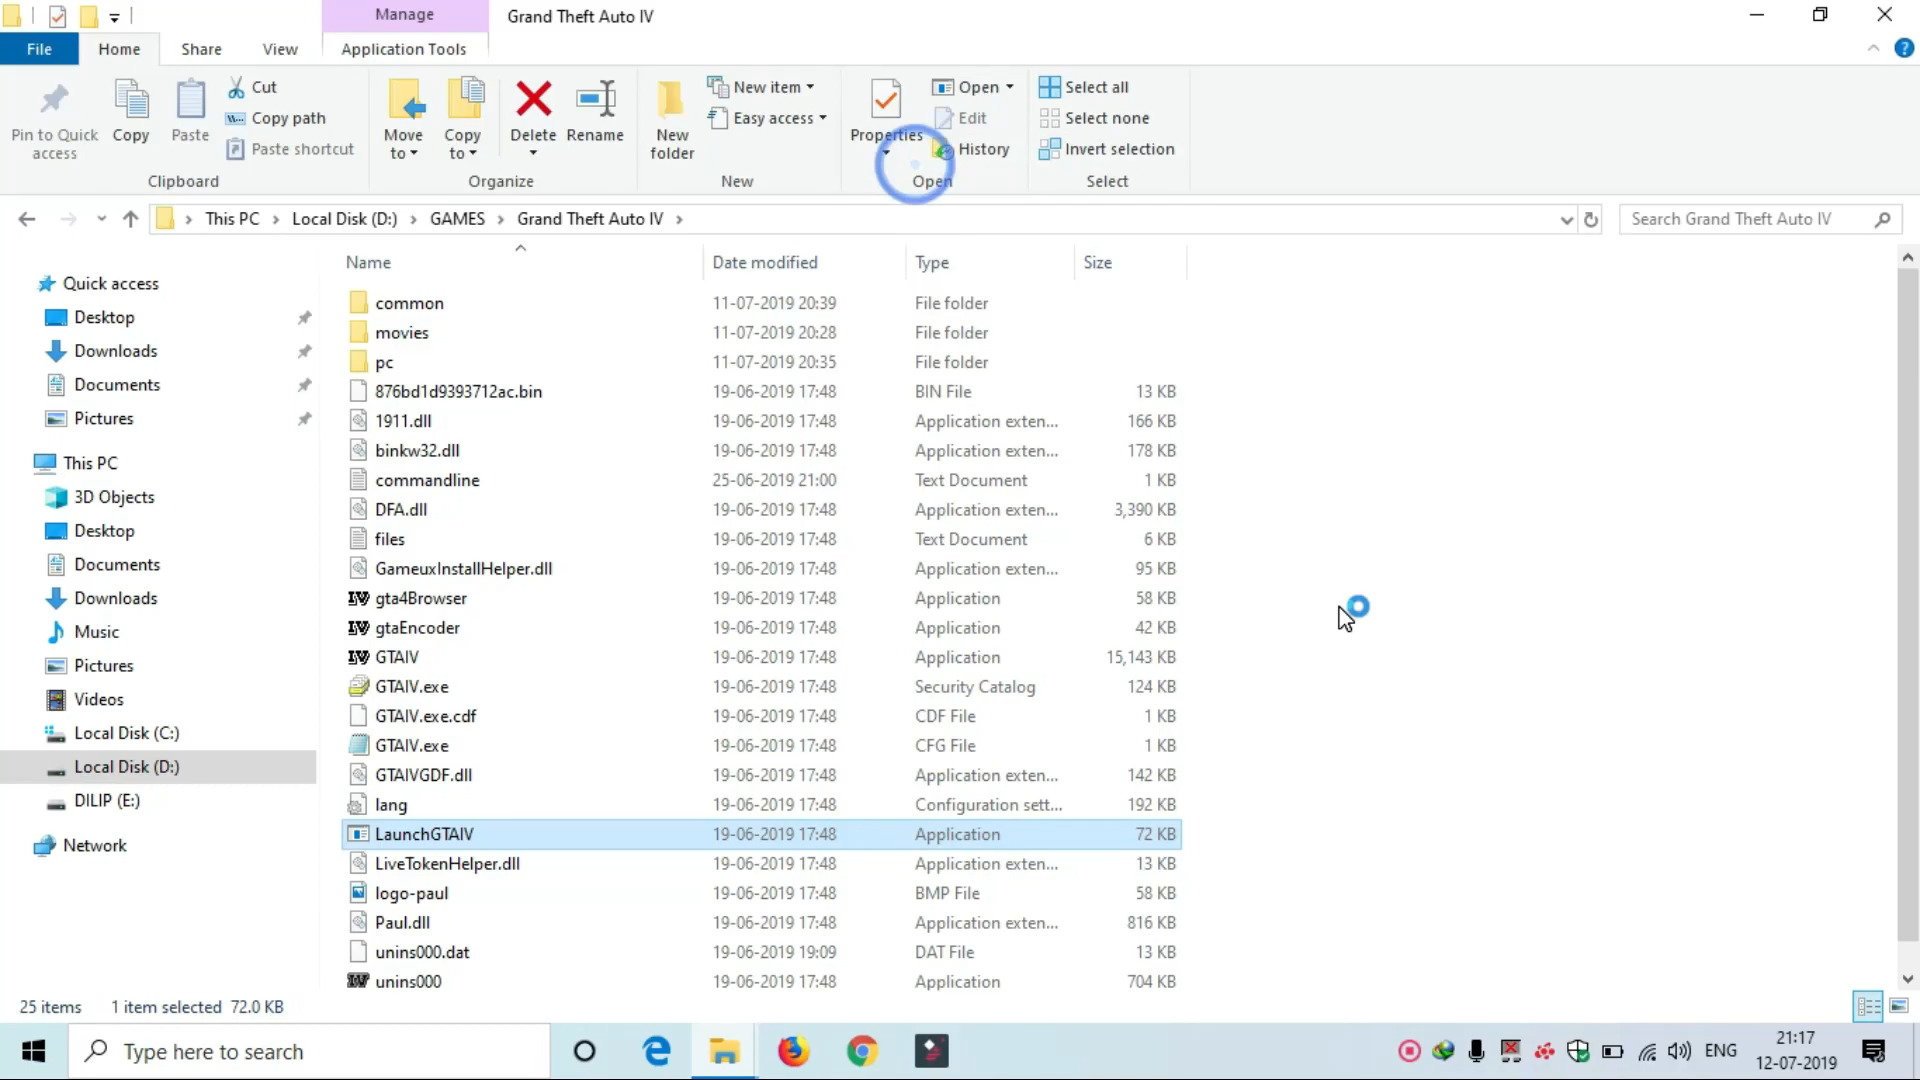 Manage
Grand Theft Auto IV
File
Home
Share
View
Application Tools
Pin to Quick access
Copy
Paste
Cut
Copy path
Paste shortcut
Clipboard
Move to
Copy to
Delete
Rename
Organize
New folder
New item
Easy access
New
Properties
Open
Edit
History
Open
Select all
Select none
Invert selection
Select
This PC > Local Disk (D:) > GAMES > Grand Theft Auto IV >
Search Grand Theft Auto IV
Quick access
Desktop
Downloads
Documents
Pictures
This PC
3D Objects
Desktop
Documents
Downloads
Music
Pictures
Videos
Local Disk (C:)
Local Disk (D:)
DILIP (E:)
Network
Name Date modified Type Size
common 11-07-2019 20:39 File folder
movies 11-07-2019 20:28 File folder
pc 11-07-2019 20:35 File folder
876bd1d9393712ac.bin 19-06-2019 17:48 BIN File 13 KB
1911.dll 19-06-2019 17:48 Application exten... 166 KB
binkw32.dll 19-06-2019 17:48 Application exten... 178 KB
commandline 25-06-2019 21:00 Text Document 1 KB
DFA.dll 19-06-2019 17:48 Application exten... 3,390 KB
files 19-06-2019 17:48 Text Document 6 KB
GameuxInstallHelper.dll 19-06-2019 17:48 Application exten... 95 KB
gta4Browser 19-06-2019 17:48 Application 58 KB
gtaEncoder 19-06-2019 17:48 Application 42 KB
GTAIV 19-06-2019 17:48 Application 15,143 KB
GTAIV.exe 19-06-2019 17:48 Security Catalog 124 KB
GTAIV.exe.cdf 19-06-2019 17:48 CDF File 1 KB
GTAIV.exe 19-06-2019 17:48 CFG File 1 KB
GTAIVGDF.dll 19-06-2019 17:48 Application exten... 142 KB
lang 19-06-2019 17:48 Configuration sett... 192 KB
LaunchGTAIV 19-06-2019 17:48 Application 72 KB
LiveTokenHelper.dll 19-06-2019 17:48 Application exten... 13 KB
logo-paul 19-06-2019 17:48 BMP File 58 KB
Paul.dll 19-06-2019 17:48 Application exten... 816 KB
unins000.dat 19-06-2019 19:09 DAT File 13 KB
unins000 19-06-2019 17:48 Application 704 KB
25 items 1 item selected 72.0 KB
Type here to search
ENG
21:17
12-07-2019